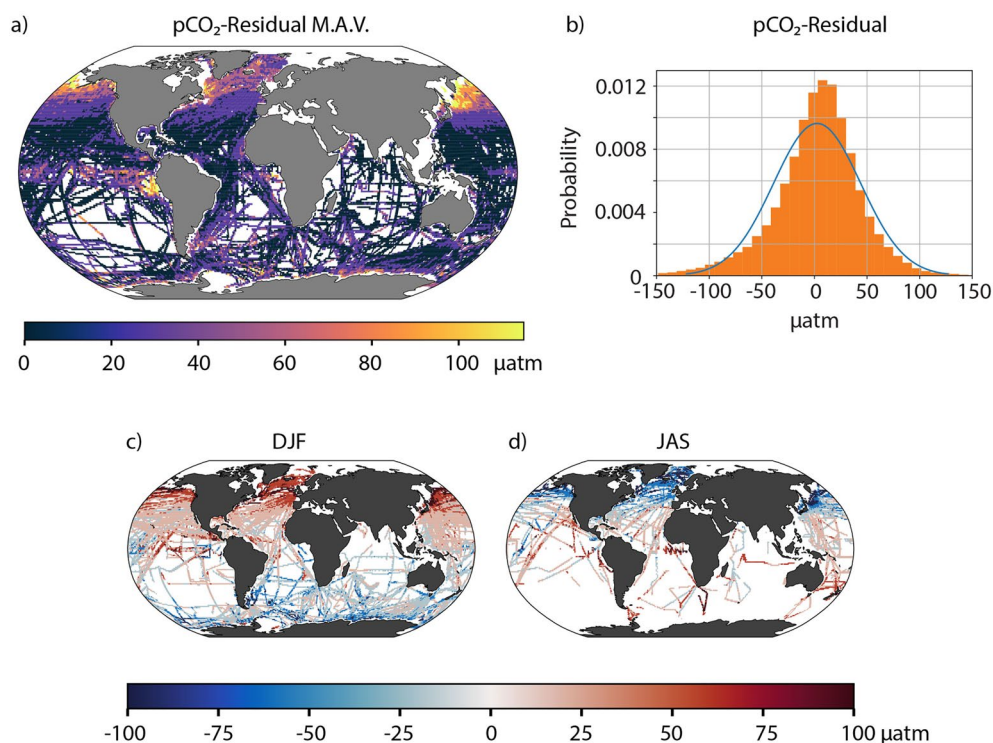 a) pCO₂-Residual M.A.V.
0 20 40 60 80 100 μatm
b) pCO₂-Residual
Probability
0.012
0.008
0.004
0
-150 -100 -50 0 50 100 150
μatm
c) DJF
d) JAS
-100 -75 -50 -25 0 25 50 75 100 μatm